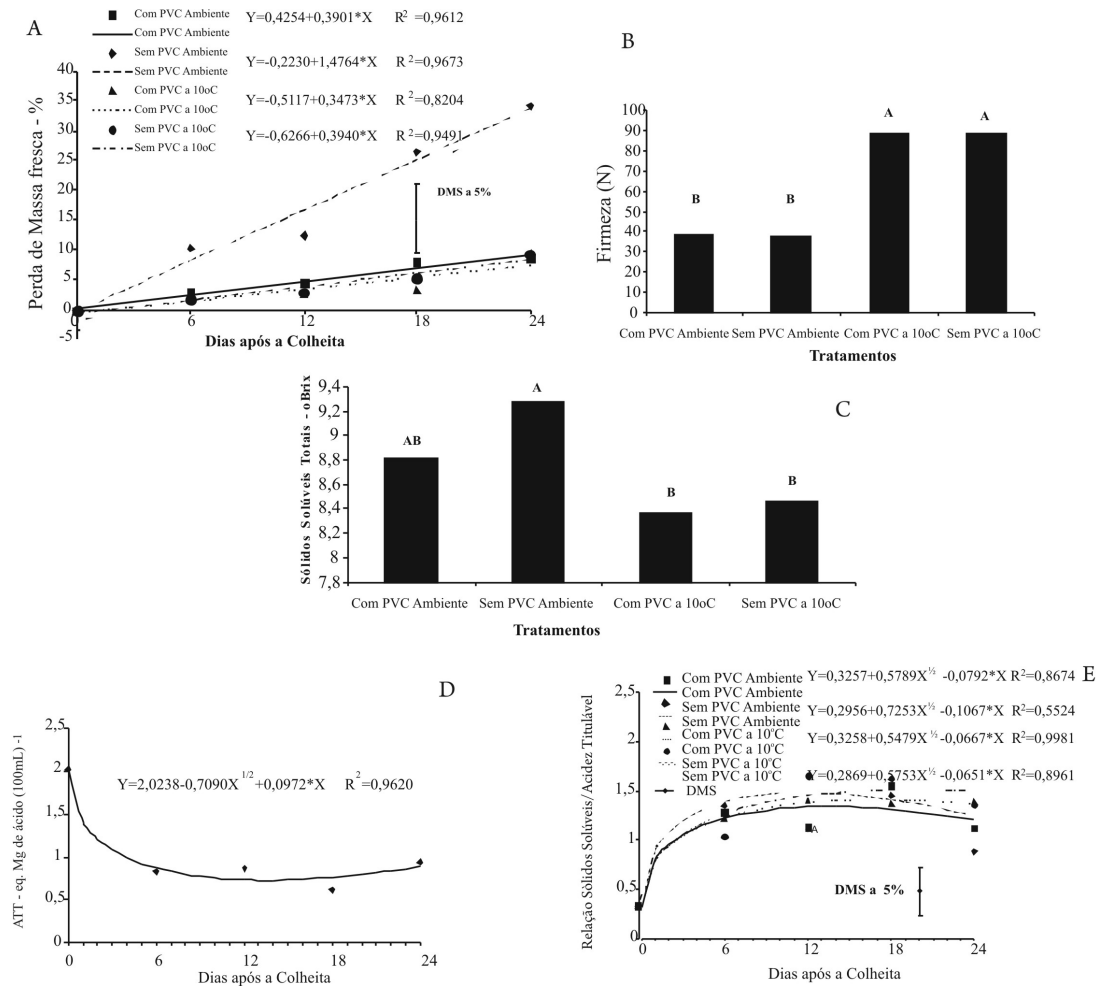 A
Com PVC Ambiente Y=0,4254+0,3901*X R² =0,9612
Com PVC Ambiente
Sem PVC Ambiente Y=-0,2230+1,4764*X R ²=0,9673
Sem PVC Ambiente
Com PVC a 10oC Y=-0,5117+0,3473*X R ²=0,8204
Com PVC a 10oC
Sem PVC a 10oC Y=-0,6266+0,3940*X R ²=0,9491
Sem PVC a 10oC
Perda de Massa fresca - %
40
35
30
25
20
15
10
5
0
-5
DMS a 5%
0 6 12 18 24
Dias após a Colheita
B
Firmeza (N)
100
90
80
70
60
50
40
30
20
10
0
B B A A
Com PVC Ambiente Sem PVC Ambiente Com PVC a 10oC Sem PVC a 10oC
Tratamentos
C
Sólidos Solúveis Totais - oBrix
9,4
9,2
9
8,8
8,6
8,4
8,2
8
7,8
AB A B B
Com PVC Ambiente Sem PVC Ambiente Com PVC a 10oC Sem PVC a 10oC
Tratamentos
D
ATT - eq. Mg de ácido (100mL) -1
2,5
2
1,5
1
0,5
0
Y=2,0238-0,7090X 1/2 +0,0972*X R ²=0,9620
0 6 12 18 24
Dias após a Colheita
E
Com PVC Ambiente Y=0,3257+0,5789X ½ -0,0792*X R²=0,8674
Com PVC Ambiente
Sem PVC Ambiente Y=0,2956+0,7253X½ -0,1067*X R²=0,5524
Sem PVC Ambiente
Com PVC a 10ºC Y=0,3258+0,5479X ½ -0,0667*X R²=0,9981
Com PVC a 10ºC
Sem PVC a 10ºC
Sem PVC a 10ºC Y=0,2869+0,5753X½ -0,0651*X R²=0,8961
DMS
Relação Sòlidos Solúveis/Acidez Titulável
2,5
2
1,5
1
0,5
0
A
DMS a 5%
0 6 12 18 24
Dias após a Colheita